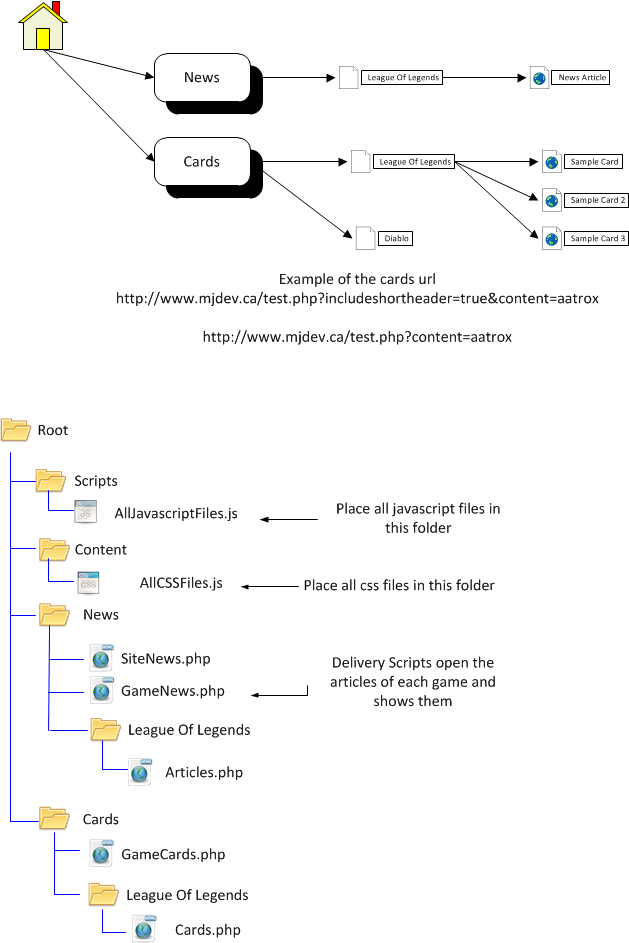 News
League Of Legends
News Article
Cards
League Of Legends
Sample Card
Sample Card 2
Diablo
Sample Card 3
Example of the cards url
http://www.mjdev.ca/test.php?includeshortheader=true&content=aatrox
http://www.mjdev.ca/test.php?content=aatrox
Root
Scripts
AllJavascriptFiles.js
Place all javascript files in
this folder
Content
AllCSSFiles.js
Place all css files in this folder
News
SiteNews.php
GameNews.php
Delivery Scripts open the
articles of each game and
shows them
League Of Legends
Articles.php
Cards
GameCards.php
League Of Legends
Cards.php